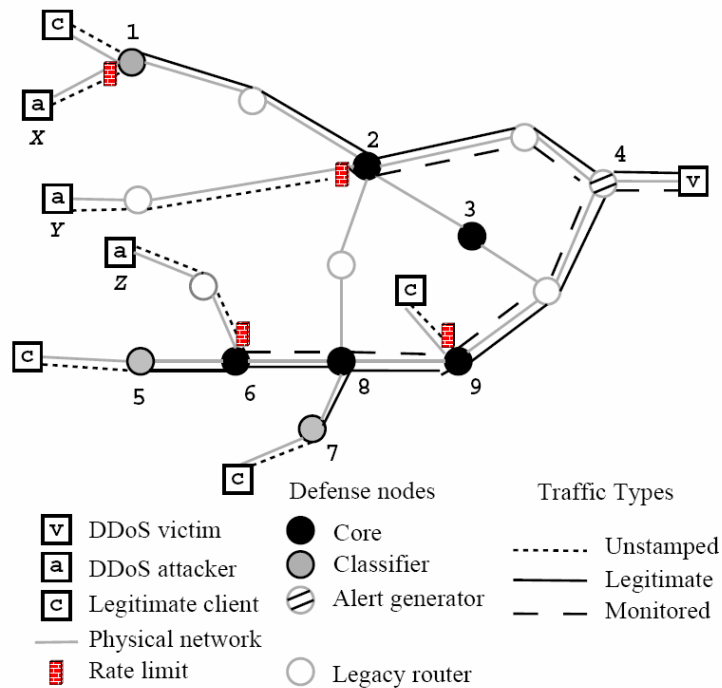 c
1
a
X
2
4
v
a
Y
3
a
Z
c
c
5
6
8
9
7
c
Defense nodes
Traffic Types
v DDoS victim
Core
Unstamped
a DDoS attacker
Classifier
Legitimate
c Legitimate client
Alert generator
Monitored
Physical network
Rate limit
Legacy router